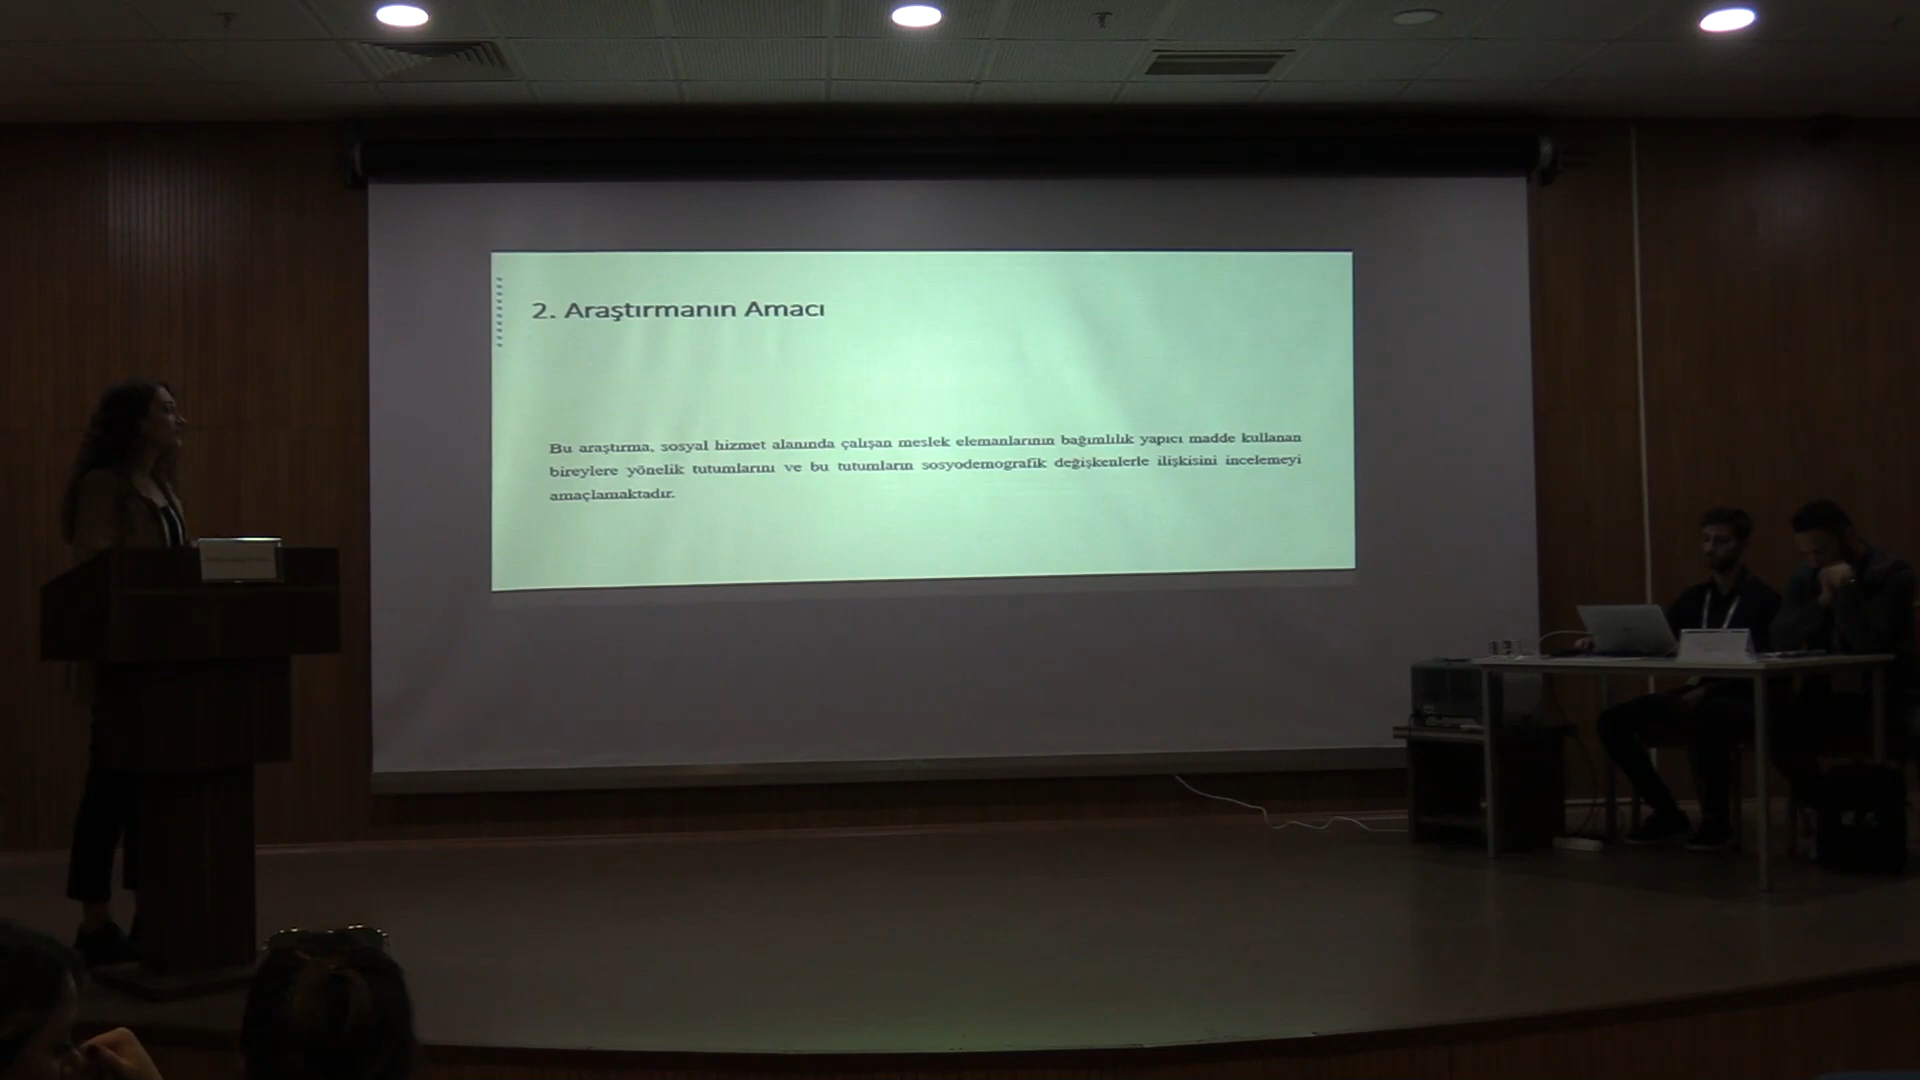 2. Araştırmanın Amacı
Bu araştırma, sosyal hizmet alanında çalışan meslek elemanlarının bağımlılık yapıcı madde kullanan
bireylere yönelik tutumlarını ve bu tutumların sosyodemografik değişkenlerle ilişkisini incelemeyi
amaçlamaktadır.